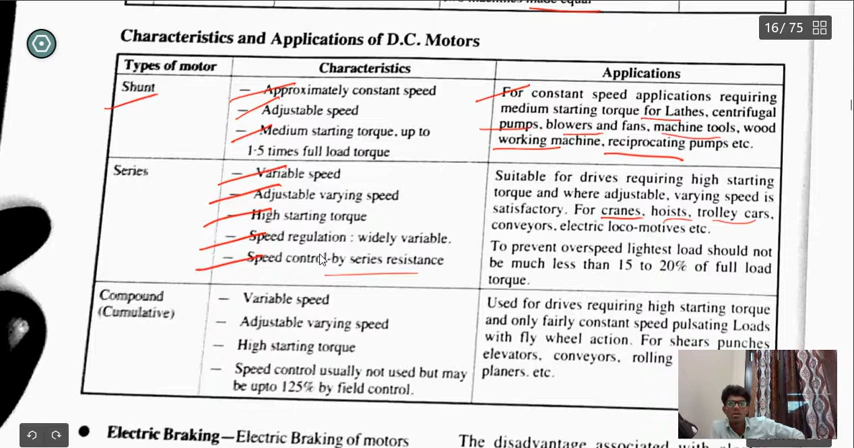 two machines made equal
16 / 75
Characteristics and Applications of D.C. Motors
Types of motor
Characteristics
Applications
Shunt
– Approximately constant speed
– Adjustable speed
– Medium starting torque, up to
1·5 times full load torque
For constant speed applications requiring
medium starting torque for Lathes, centrifugal
pumps, blowers and fans, machine tools, wood
working machine, reciprocating pumps etc.
Series
– Variable speed
– Adjustable varying speed
– High starting torque
– Speed regulation : widely variable.
– Speed control by series resistance
Suitable for drives requiring high starting
torque and where adjustable, varying speed is
satisfactory. For cranes, hoists, trolley cars,
conveyors, electric loco-motives etc.
To prevent overspeed lightest load should not
be much less than 15 to 20% of full load
torque.
Compound
(Cumulative)
– Variable speed
– Adjustable varying speed
– High starting torque
– Speed control usually not used but may
be upto 125% by field control.
Used for drives requiring high starting torque
and only fairly constant speed pulsating Loads
with fly wheel action. For shears punches
elevators, conveyors, rolling
planers. etc.
● Electric Braking—Electric Braking of motors
The disadvantage associated with